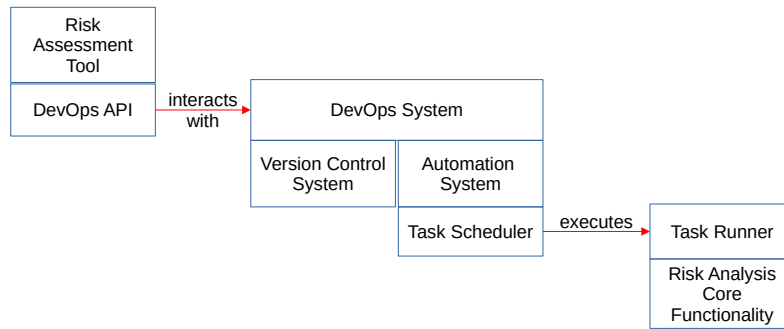 Risk
Assessment
Tool
DevOps API
interacts
with
DevOps System
Version Control
System
Automation
System
Task Scheduler
executes
Task Runner
Risk Analysis
Core
Functionality